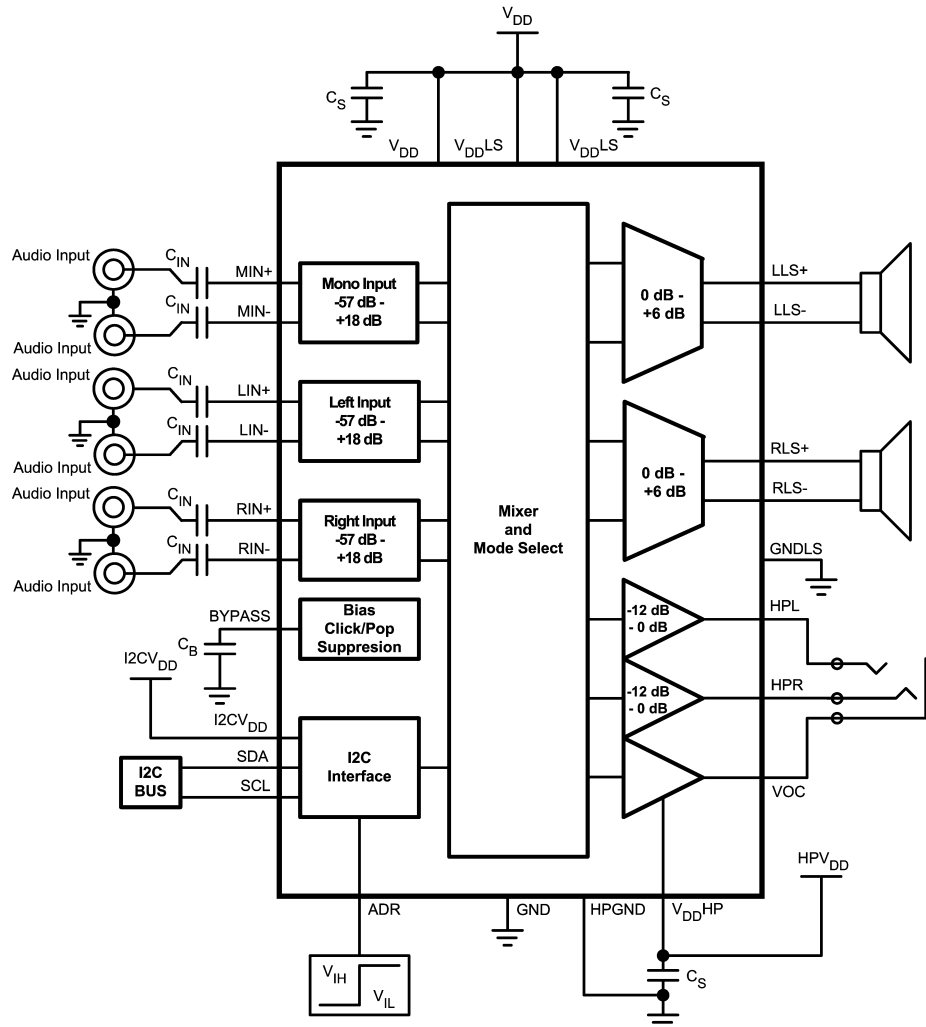 VDD
CS
CS
VDD
VDDLS
VDDLS
Audio Input
CIN
MIN+
CIN
MIN-
Audio Input
Mono Input
-57 dB -
+18 dB
0 dB -
+6 dB
LLS+
LLS-
Audio Input
CIN
LIN+
CIN
LIN-
Audio Input
Left Input
-57 dB -
+18 dB
0 dB -
+6 dB
RLS+
RLS-
Audio Input
CIN
RIN+
CIN
RIN-
Audio Input
Right Input
-57 dB -
+18 dB
Mixer
and
Mode Select
GNDLS
BYPASS
CB
Bias
Click/Pop
Suppresion
-12 dB
- 0 dB
HPL
-12 dB
- 0 dB
HPR
VOC
I2CVDD
I2CVDD
SDA
SCL
I2C
BUS
I2C
Interface
ADR
GND
HPGND
VDDHP
HPVDD
CS
VIH
VIL